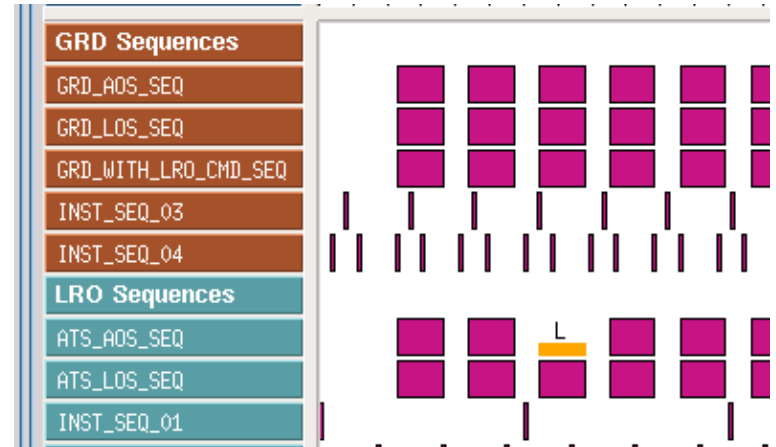 GRD Sequences
GRD_AOS_SEQ
GRD_LOS_SEQ
GRD_WITH_LRO_CMD_SEQ
INST_SEQ_03
INST_SEQ_04
LRO Sequences
ATS_AOS_SEQ
L
ATS_LOS_SEQ
INST_SEQ_01